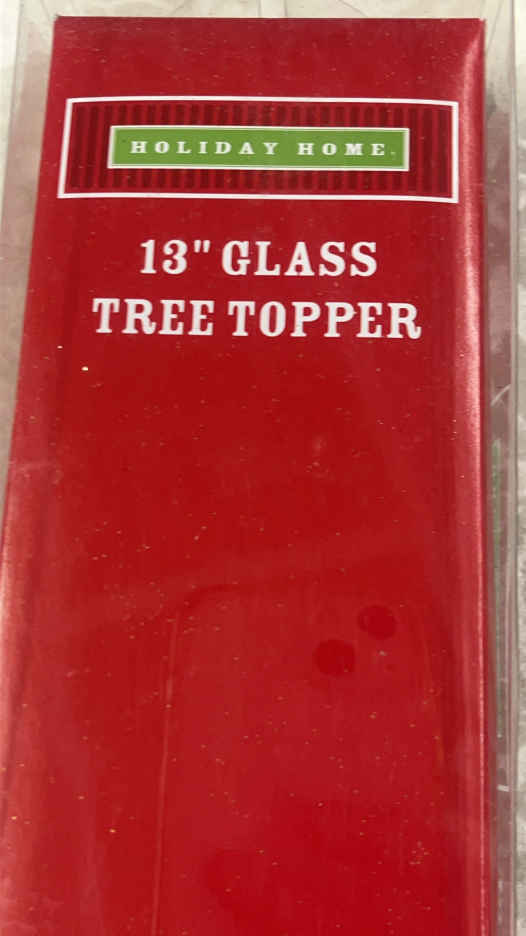 HOLIDAY HOME.
13" GLASS
TREE TOPPER